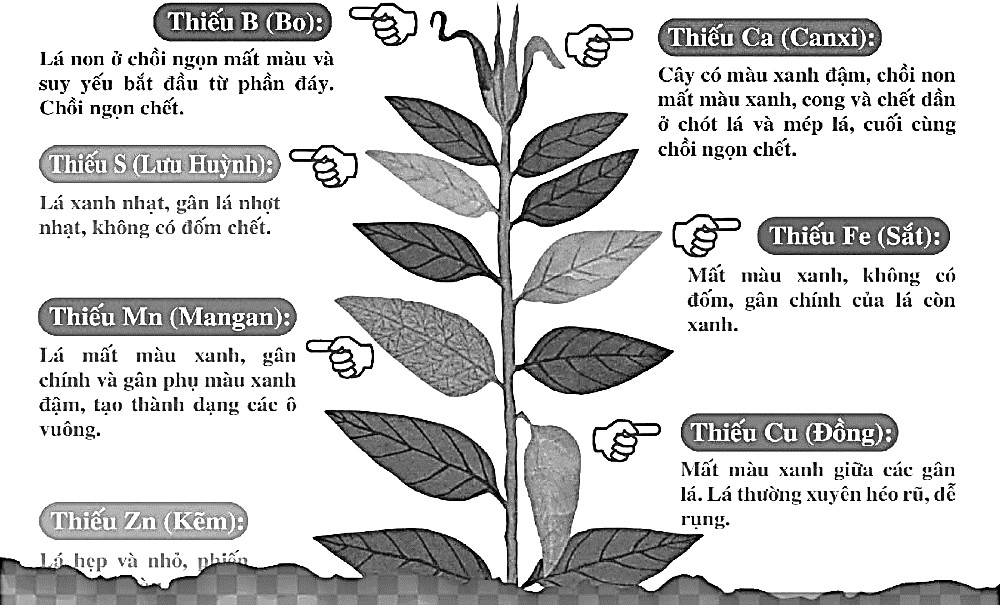 Thiếu B (Bo):
Lá non ở chồi ngọn mất màu và
suy yếu bắt đầu từ phần đáy.
Chồi ngọn chết.
Thiếu Ca (Canxi):
Cây có màu xanh đậm, chồi non
mất màu xanh, cong và chết dần
ở chót lá và mép lá, cuối cùng
chồi ngọn chết.
Thiếu S (Lưu Huỳnh):
Lá xanh nhạt, gân lá nhợt
nhạt, không có đốm chết.
Thiếu Fe (Sắt):
Mất màu xanh, không có
đốm, gân chính của lá còn
xanh.
Thiếu Mn (Mangan):
Lá mất màu xanh, gân
chính và gân phụ màu xanh
đậm, tạo thành dạng các ô
vuông.
Thiếu Cu (Đồng):
Mất màu xanh giữa các gân
lá. Lá thường xuyên héo rũ, dễ
rụng.
Thiếu Zn (Kẽm):
Lá hẹp và nhỏ, phiến